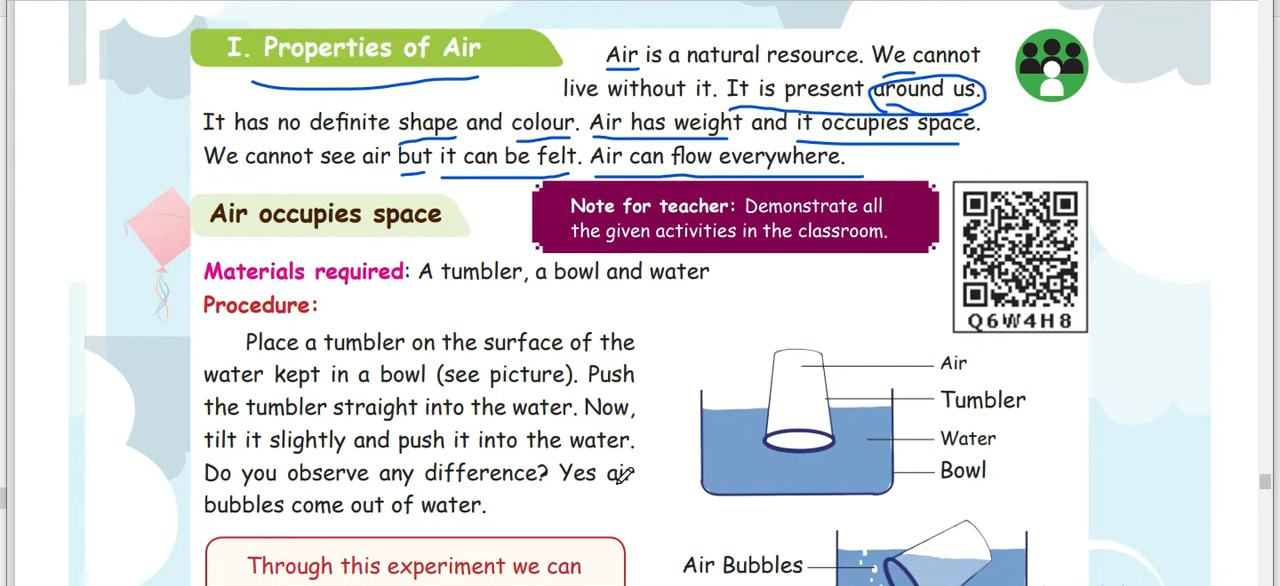 I. Properties of Air
Air is a natural resource. We cannot
live without it. It is present around us.
It has no definite shape and colour. Air has weight and it occupies space.
We cannot see air but it can be felt. Air can flow everywhere.
Air occupies space
Note for teacher: Demonstrate all
the given activities in the classroom.
Q6W4H8
Materials required: A tumbler, a bowl and water
Procedure:
Place a tumbler on the surface of the
water kept in a bowl (see picture). Push
the tumbler straight into the water. Now,
tilt it slightly and push it into the water.
Do you observe any difference? Yes air
bubbles come out of water.
Air
Tumbler
Water
Bowl
Through this experiment we can
Air Bubbles